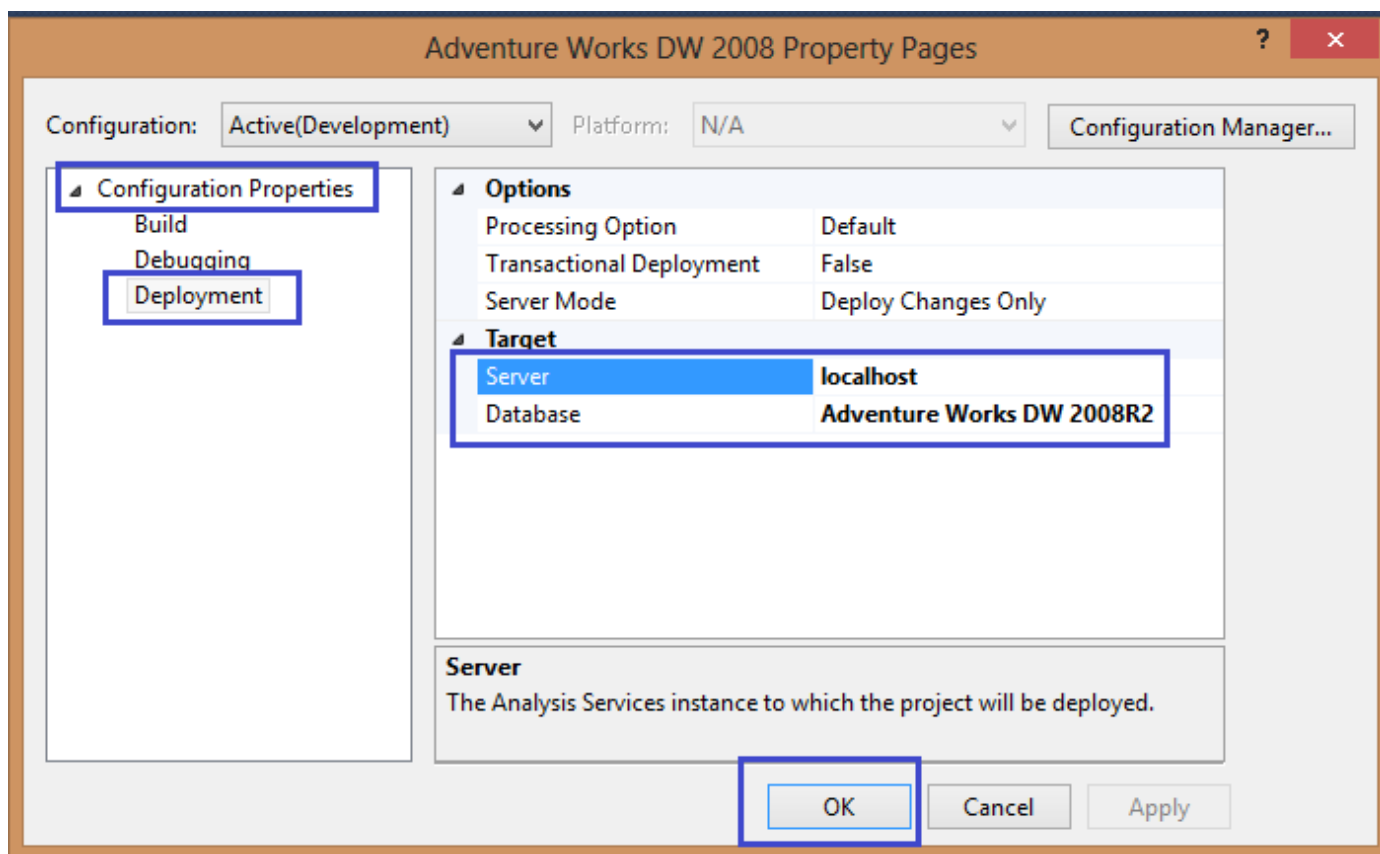 Adventure Works DW 2008 Property Pages ?
Configuration: Active(Development) Platform: N/A Configuration Manager...
Configuration Properties
Build
Debugging
Deployment
Options
Processing Option Default
Transactional Deployment False
Server Mode Deploy Changes Only
Target
Server localhost
Database Adventure Works DW 2008R2
Server
The Analysis Services instance to which the project will be deployed.
OK Cancel Apply